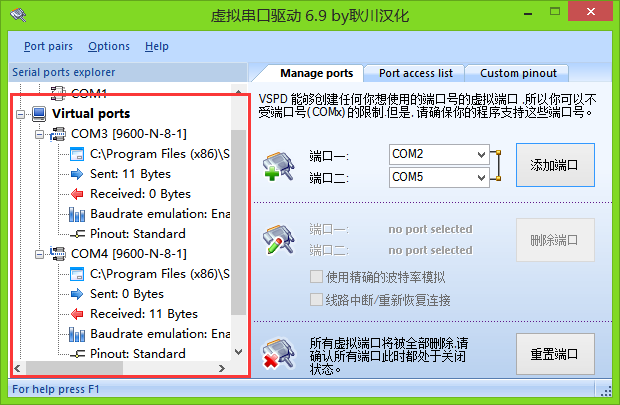 虚拟串口驱动 6.9 by耿川汉化
Port pairs Options Help
Serial ports explorer
COM1
Virtual ports
COM3 [9600-N-8-1]
C:\Program Files (x86)\S
Sent: 11 Bytes
Received: 0 Bytes
Baudrate emulation: Ena
Pinout: Standard
COM4 [9600-N-8-1]
C:\Program Files (x86)\S
Sent: 0 Bytes
Received: 11 Bytes
Baudrate emulation: Ena
Pinout: Standard
Manage ports Port access list Custom pinout
VSPD 能够创建任何你想使用的端口号的虚拟端口 ,所以你可以不
受端口号(COMx)的限制.但是, 请确保你的程序支持这些端口号。
端口一: COM2
端口二: COM5
添加端口
端口一: no port selected
端口二: no port selected
删除端口
使用精确的波特率模拟
线路中断/重新恢复连接
所有虚拟端口将被全部删除,请
确认所有端口此时都处于关闭
状态。
重置端口
For help press F1